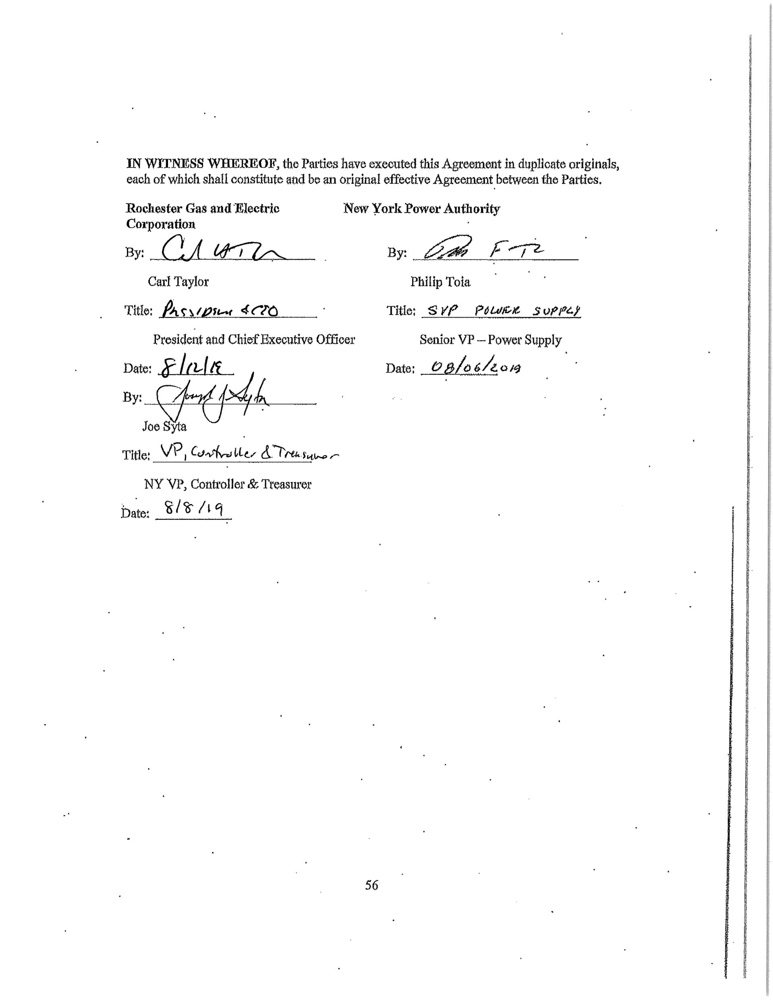 IN WITNESS WHEREOF, the Parties have executed this Agreement in duplicate originals,
each of which shall constitute and be an original effective Agreement between the Parties.
Rochester Gas and Electric
Corporation
New York Power Authority
By:
By:
Carl Taylor
Philip Toia
Title: President & CEO
Title: SVP POWER SUPPLY
President and Chief Executive Officer
Senior VP – Power Supply
Date: 8/12/19
Date: 08/06/2019
By: Joseph J Syta
Joe Syta
Title: VP, Controller & Treasurer
NY VP, Controller & Treasurer
Date: 8/8/19
56